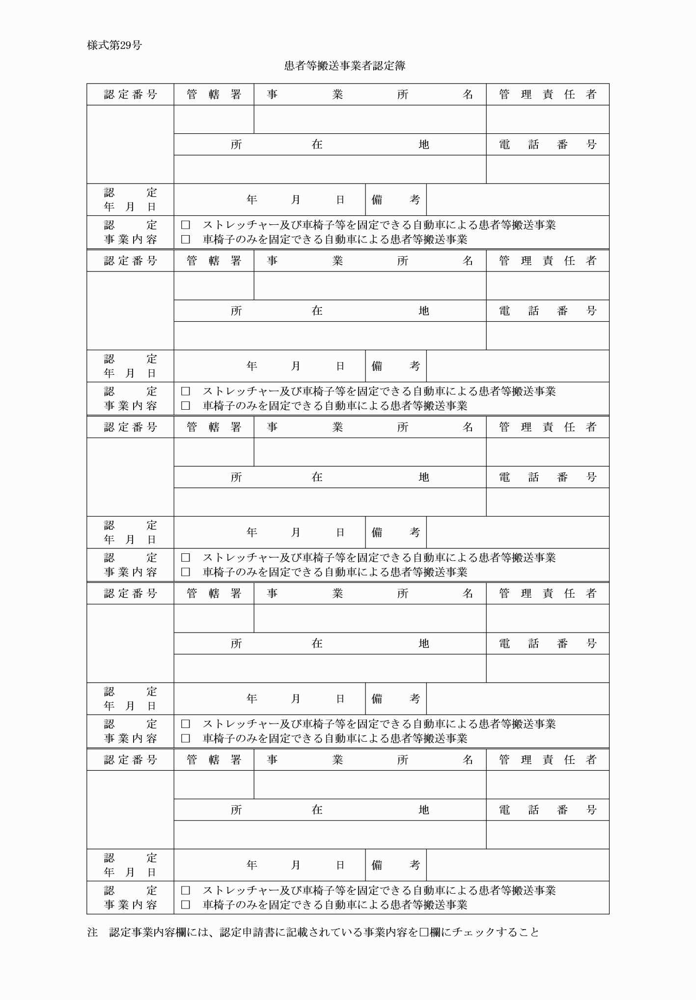 様式第29号
患者等搬送事業者認定簿
認定番号 管轄署 事業所名 管理責任者
所在地 電話番号
認定
年月日
年 月 日 備考
認定
事業内容
□ ストレッチャー及び車椅子等を固定できる自動車による患者等搬送事業
□ 車椅子のみを固定できる自動車による患者等搬送事業
認定番号 管轄署 事業所名 管理責任者
所在地 電話番号
認定
年月日
年 月 日 備考
認定
事業内容
□ ストレッチャー及び車椅子等を固定できる自動車による患者等搬送事業
□ 車椅子のみを固定できる自動車による患者等搬送事業
認定番号 管轄署 事業所名 管理責任者
所在地 電話番号
認定
年月日
年 月 日 備考
認定
事業内容
□ ストレッチャー及び車椅子等を固定できる自動車による患者等搬送事業
□ 車椅子のみを固定できる自動車による患者等搬送事業
認定番号 管轄署 事業所名 管理責任者
所在地 電話番号
認定
年月日
年 月 日 備考
認定
事業内容
□ ストレッチャー及び車椅子等を固定できる自動車による患者等搬送事業
□ 車椅子のみを固定できる自動車による患者等搬送事業
認定番号 管轄署 事業所名 管理責任者
所在地 電話番号
認定
年月日
年 月 日 備考
認定
事業内容
□ ストレッチャー及び車椅子等を固定できる自動車による患者等搬送事業
□ 車椅子のみを固定できる自動車による患者等搬送事業
注 認定事業内容欄には、認定申請書に記載されている事業内容を□欄にチェックすること